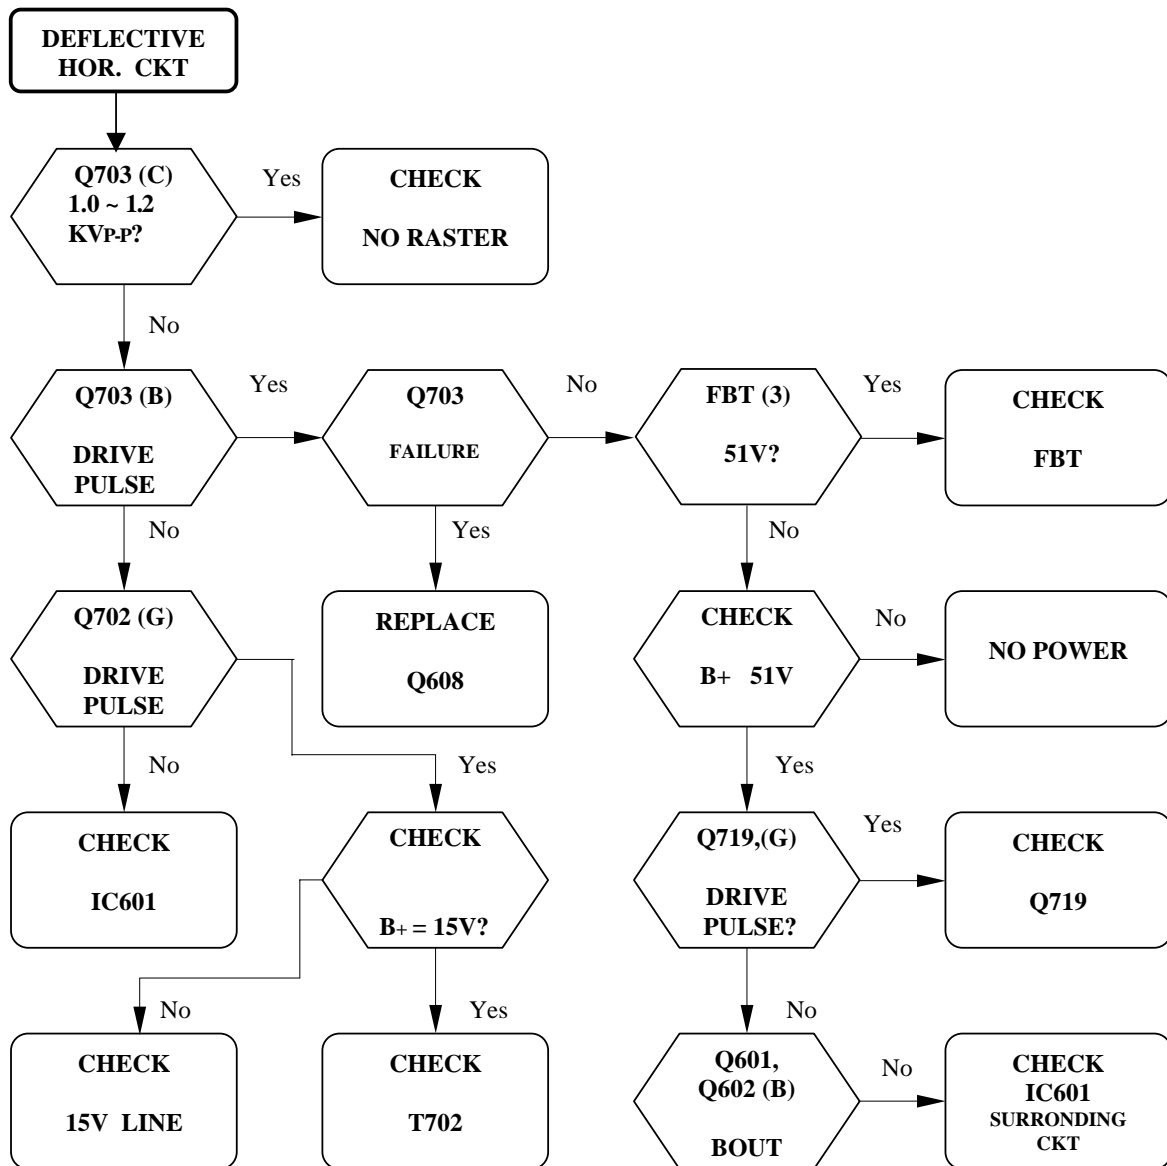 DEFLECTIVE
HOR. CKT
Q703 (C)
1.0 ~ 1.2
KVP-P?
Yes
CHECK
NO RASTER
No
Q703 (B)
DRIVE
PULSE
Yes
Q703
FAILURE
No
FBT (3)
51V?
Yes
CHECK
FBT
No
Yes
No
Q702 (G)
DRIVE
PULSE
REPLACE
Q608
CHECK
B+ 51V
No
NO POWER
No
Yes
Yes
CHECK
IC601
CHECK
B+ = 15V?
Q719,(G)
DRIVE
PULSE?
Yes
CHECK
Q719
No
Yes
No
CHECK
15V LINE
CHECK
T702
Q601,
Q602 (B)
BOUT
No
CHECK
IC601
SURRONDING
CKT